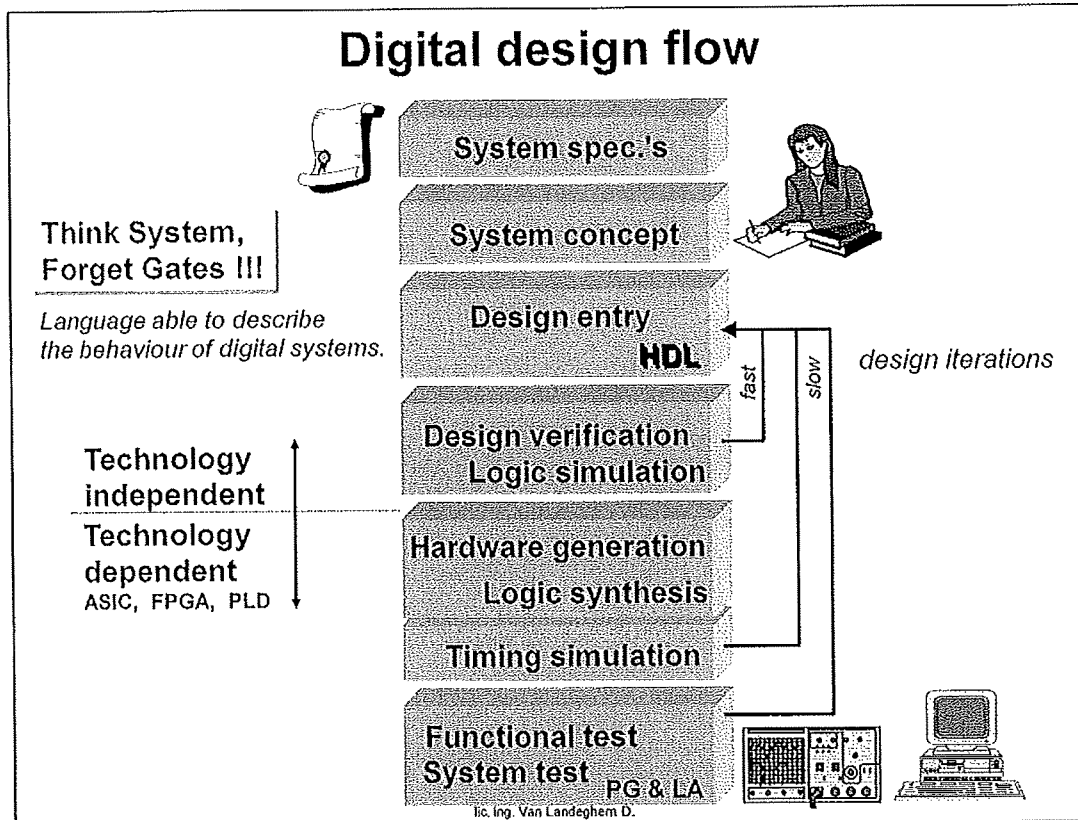 Digital design flow
System spec.'s
System concept
Think System,
Forget Gates !!!
Language able to describe
the behaviour of digital systems.
Design entry
HDL
fast
slow
design iterations
Design verification
Logic simulation
Technology
independent
Technology
dependent
ASIC, FPGA, PLD
Hardware generation
Logic synthesis
Timing simulation
Functional test
System test
PG & LA
lic. Ing. Van Landeghem D.